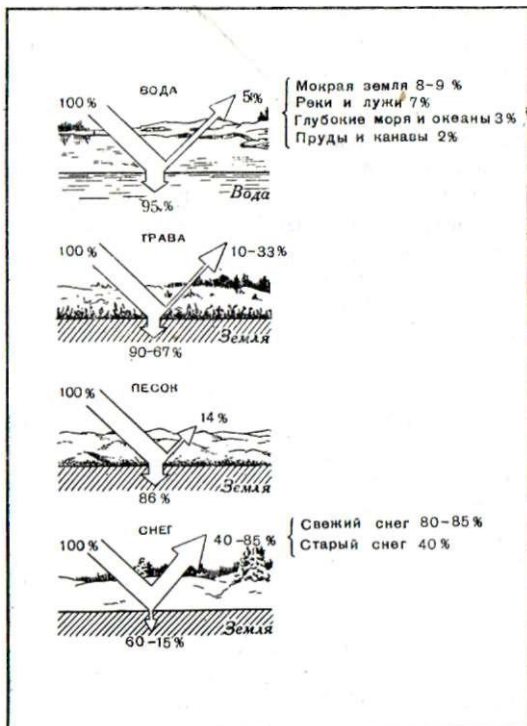 ВОДА
100%
5%
Мокрая земля 8-9 %
Реки и лужи 7%
Глубокие моря и океаны 3%
Пруды и канавы 2%
Вода
95.%
ТРАВА
100%
10-33%
Земля
90-67%
ПЕСОК
100%
14%
Земля
86%
СНЕГ
100%
40-85%
Свежий снег 80-85%
Старый снег 40%
Земля
60-15%